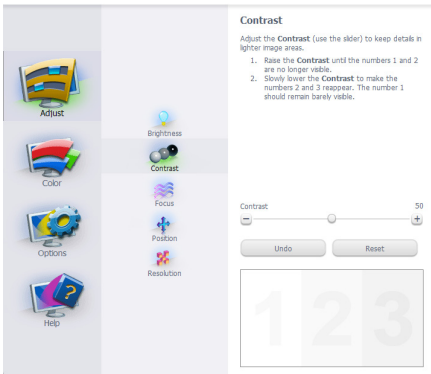 Contrast
Adjust the Contrast (use the slider) to keep details in
lighter image areas.
1. Raise the Contrast until the numbers 1 and 2
are no longer visible.
2. Slowly lower the Contrast to make the
numbers 2 and 3 reappear. The number 1
should remain barely visible.
Adjust
Color
Options
Help
Brightness
Contrast
Focus
Position
Resolution
Contrast 50
Undo Reset
1 2 3